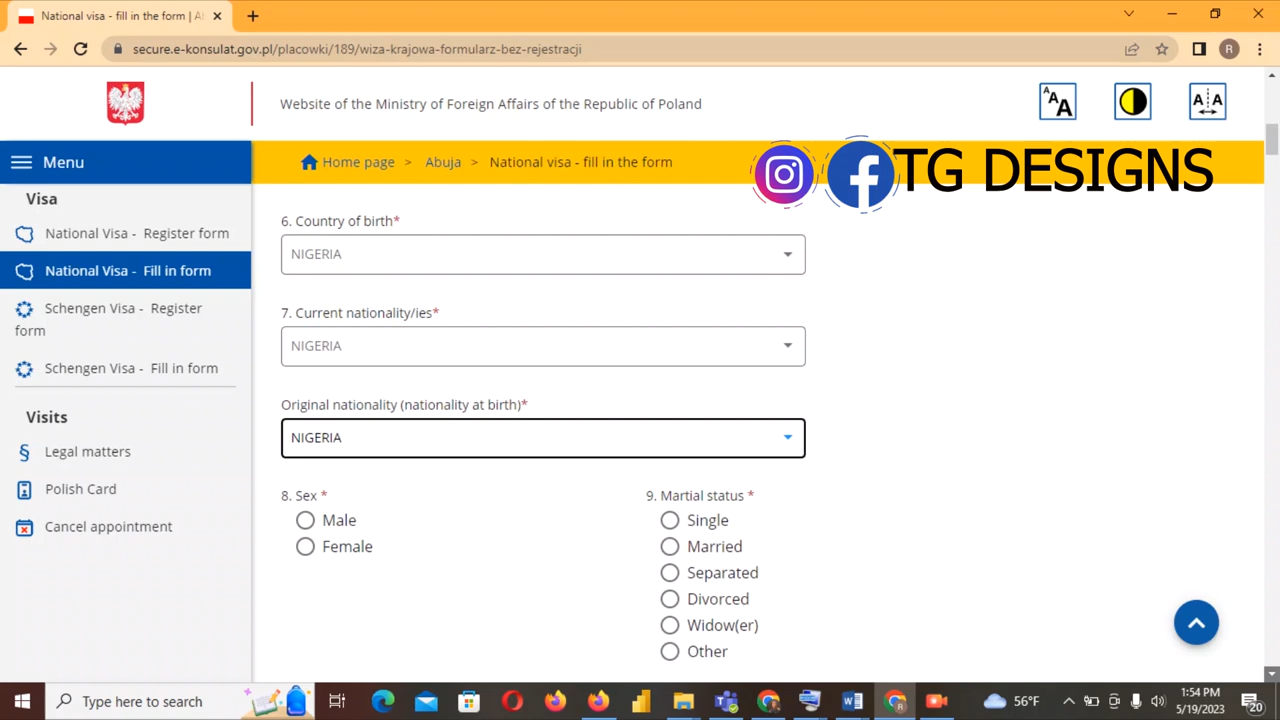 National visa - fill in the form | A
secure.e-konsulat.gov.pl/placowki/189/wiza-krajowa-formularz-bez-rejestracji
R
Website of the Ministry of Foreign Affairs of the Republic of Poland
AAA
A A
Menu
Home page > Abuja > National visa - fill in the form
TG DESIGNS
Visa
National Visa - Register form
National Visa - Fill in form
Schengen Visa - Register
form
Schengen Visa - Fill in form
Visits
§ Legal matters
Polish Card
Cancel appointment
6. Country of birth*
NIGERIA
7. Current nationality/ies*
NIGERIA
Original nationality (nationality at birth)*
NIGERIA
8. Sex *
Male
Female
9. Martial status *
Single
Married
Separated
Divorced
Widow(er)
Other
Type here to search
56°F
1:54 PM
5/19/2023
20